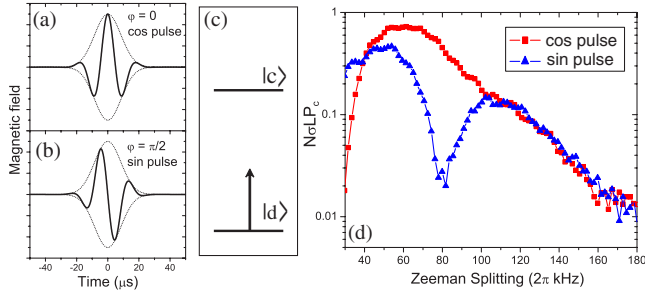 (a)
φ = 0
cos pulse
(b)
φ = π/2
sin pulse
Magnetic field
-40 -20 0 20 40
Time (μs)
(c)
|c⟩
|d⟩
1
0.1
0.01
NσLP_c
cos pulse
sin pulse
(d)
40 60 80 100 120 140 160 180
Zeeman Splitting (2π kHz)